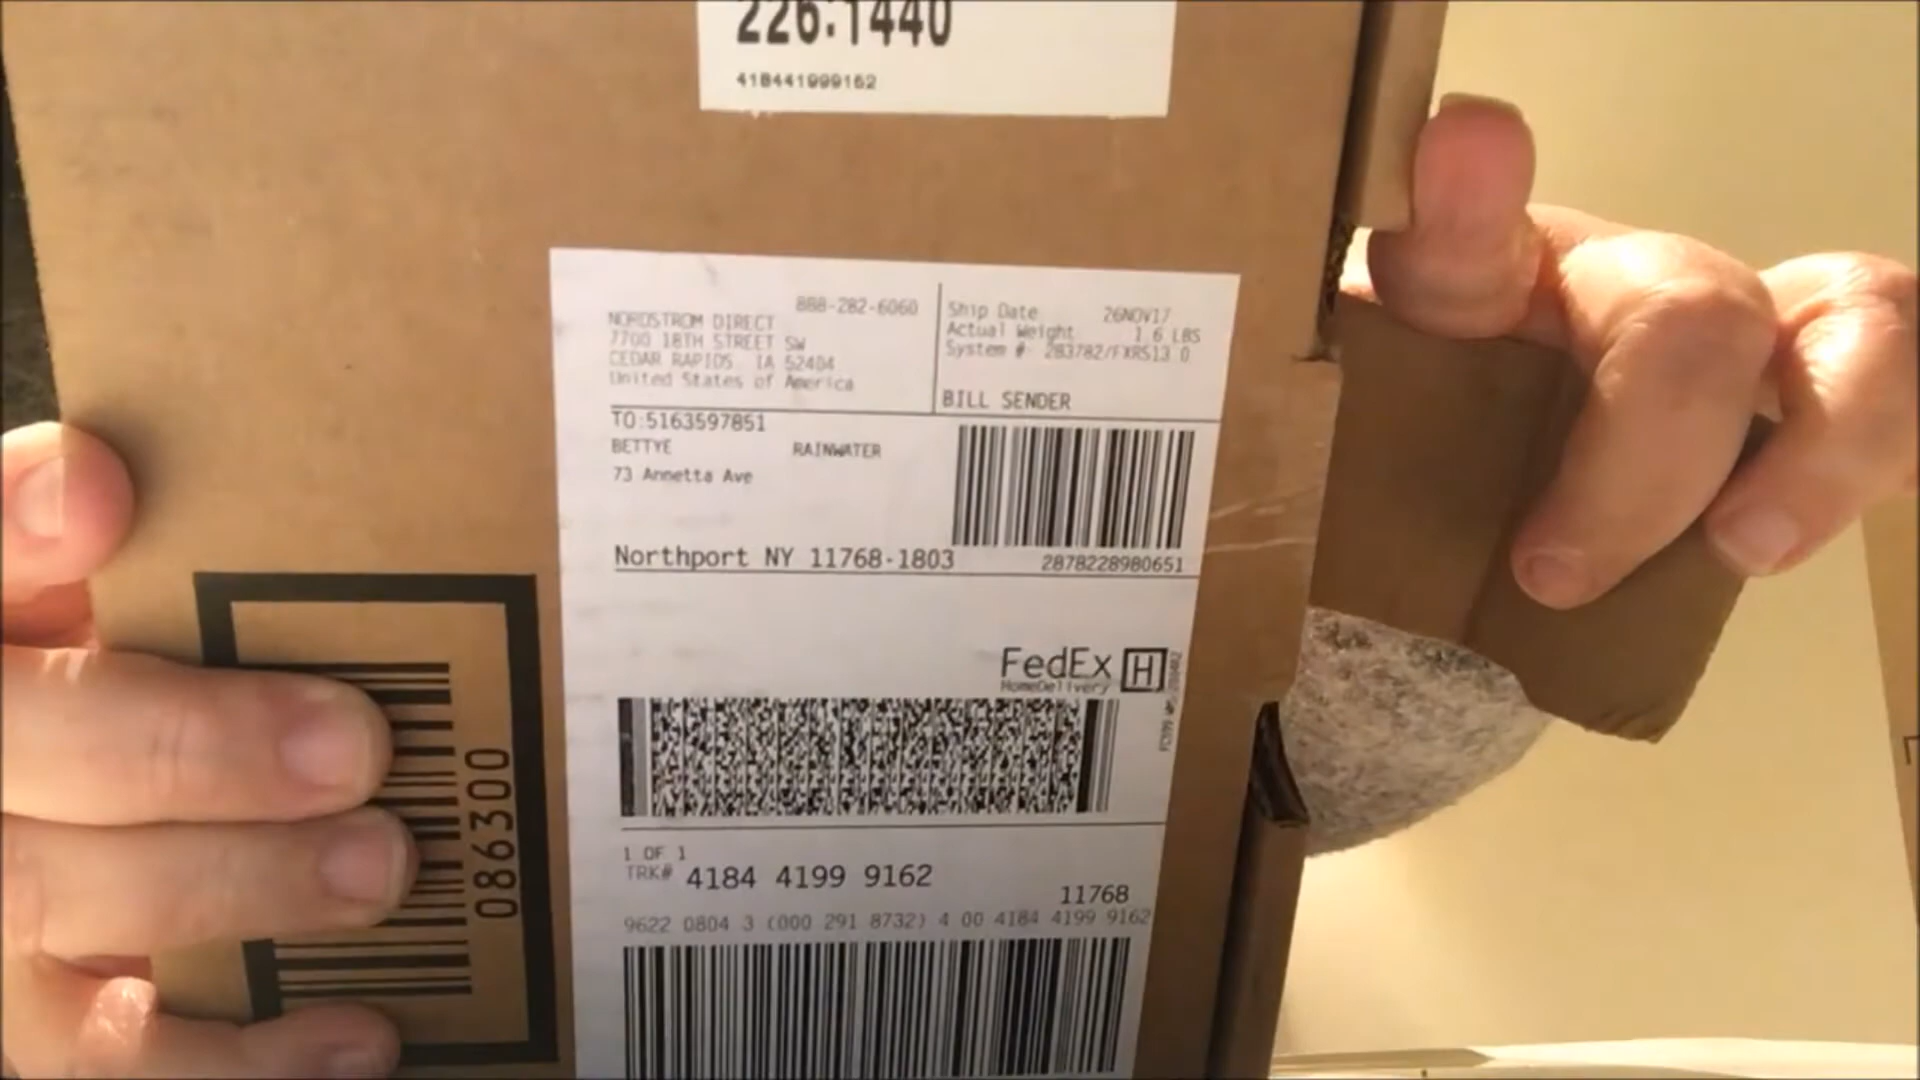 226:1440
418441999162
888-282-6060
NORDSTROM DIRECT
7700 18TH STREET SW
CEDAR RAPIDS IA 52404
United States of America
Ship Date 26NOV17
Actual Weight 1.6 LBS
System # 283782/FXRS13 0
BILL SENDER
TO:5163597851
BETTYE RAINWATER
73 Annetta Ave
Northport NY 11768-1803
2878228980651
FedEx H
HomeDelivery
1 OF 1
TRK# 4184 4199 9162
11768
9622 0804 3 (000 291 8732) 4 00 4184 4199 9162
086300